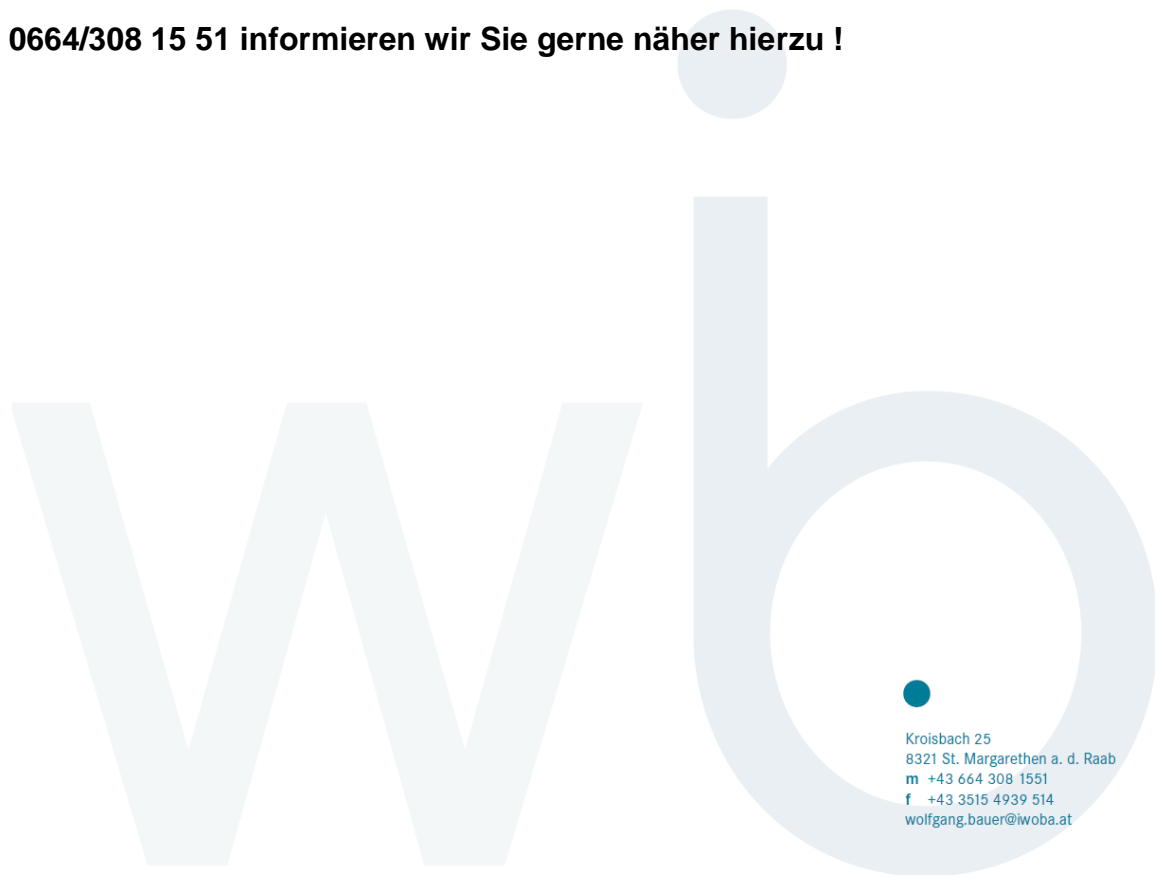 0664/308 15 51 informieren wir Sie gerne näher hierzu !
wib
Kroisbach 25
8321 St. Margarethen a. d. Raab
m +43 664 308 1551
f +43 3515 4939 514
wolfgang.bauer@iwoba.at